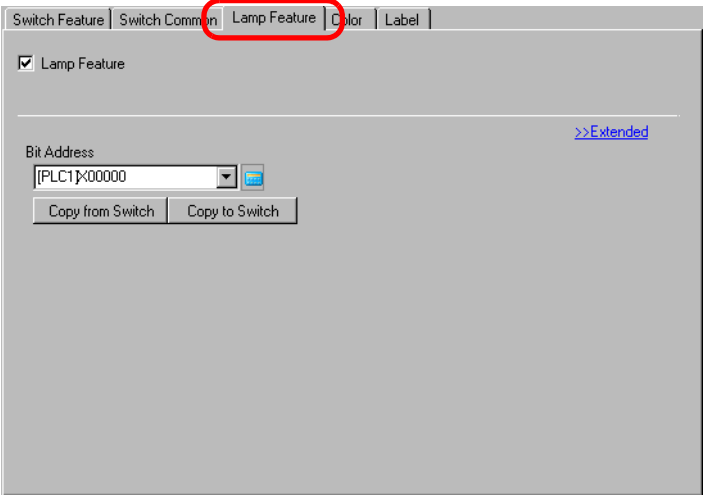 Switch Feature Switch Common Lamp Feature Color Label
Lamp Feature
>>Extended
Bit Address
[PLC1]X00000
Copy from Switch Copy to Switch